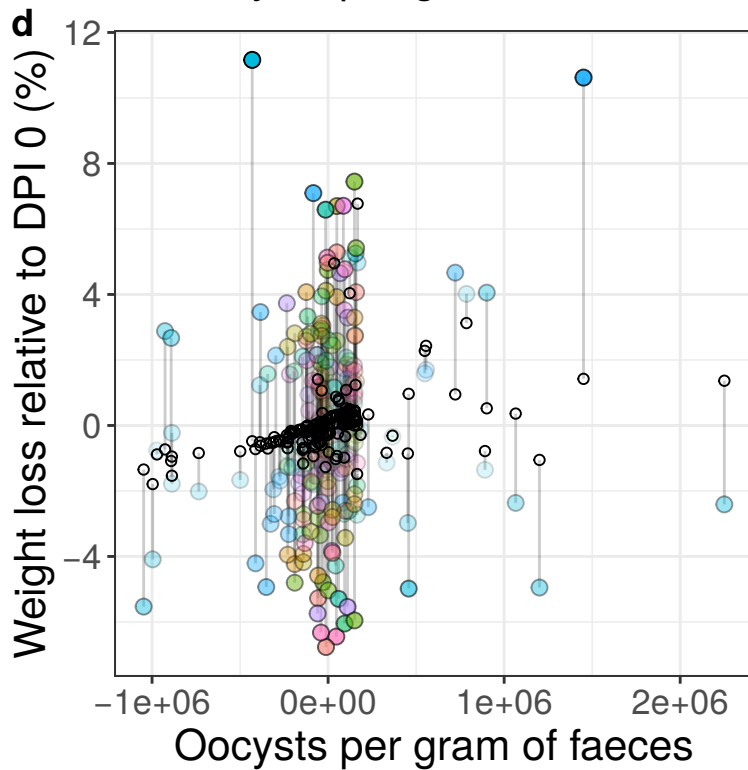 d
12
8
4
0
−4
Weight loss relative to DPI 0 (%)
−1e+06 0e+00 1e+06 2e+06
Oocysts per gram of faeces